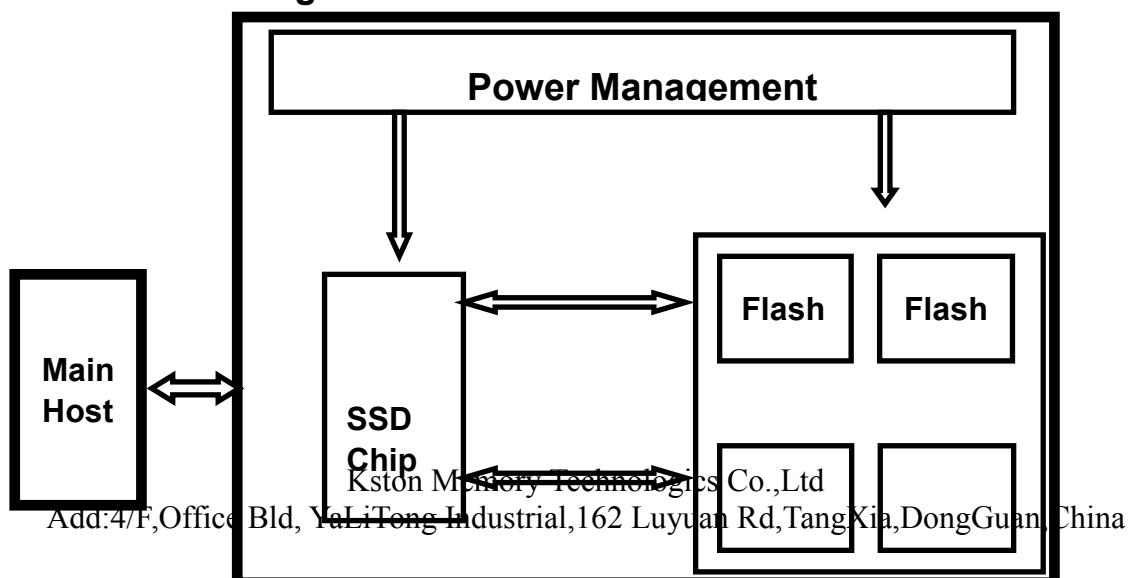 Power Management
Flash Flash
Main
Host
SSD
Chip
Kston Memory Technologics Co.,Ltd
Add:4/F,Office Bld, YaLiTong Industrial,162 Luyuan Rd,TangXia,DongGuan,China